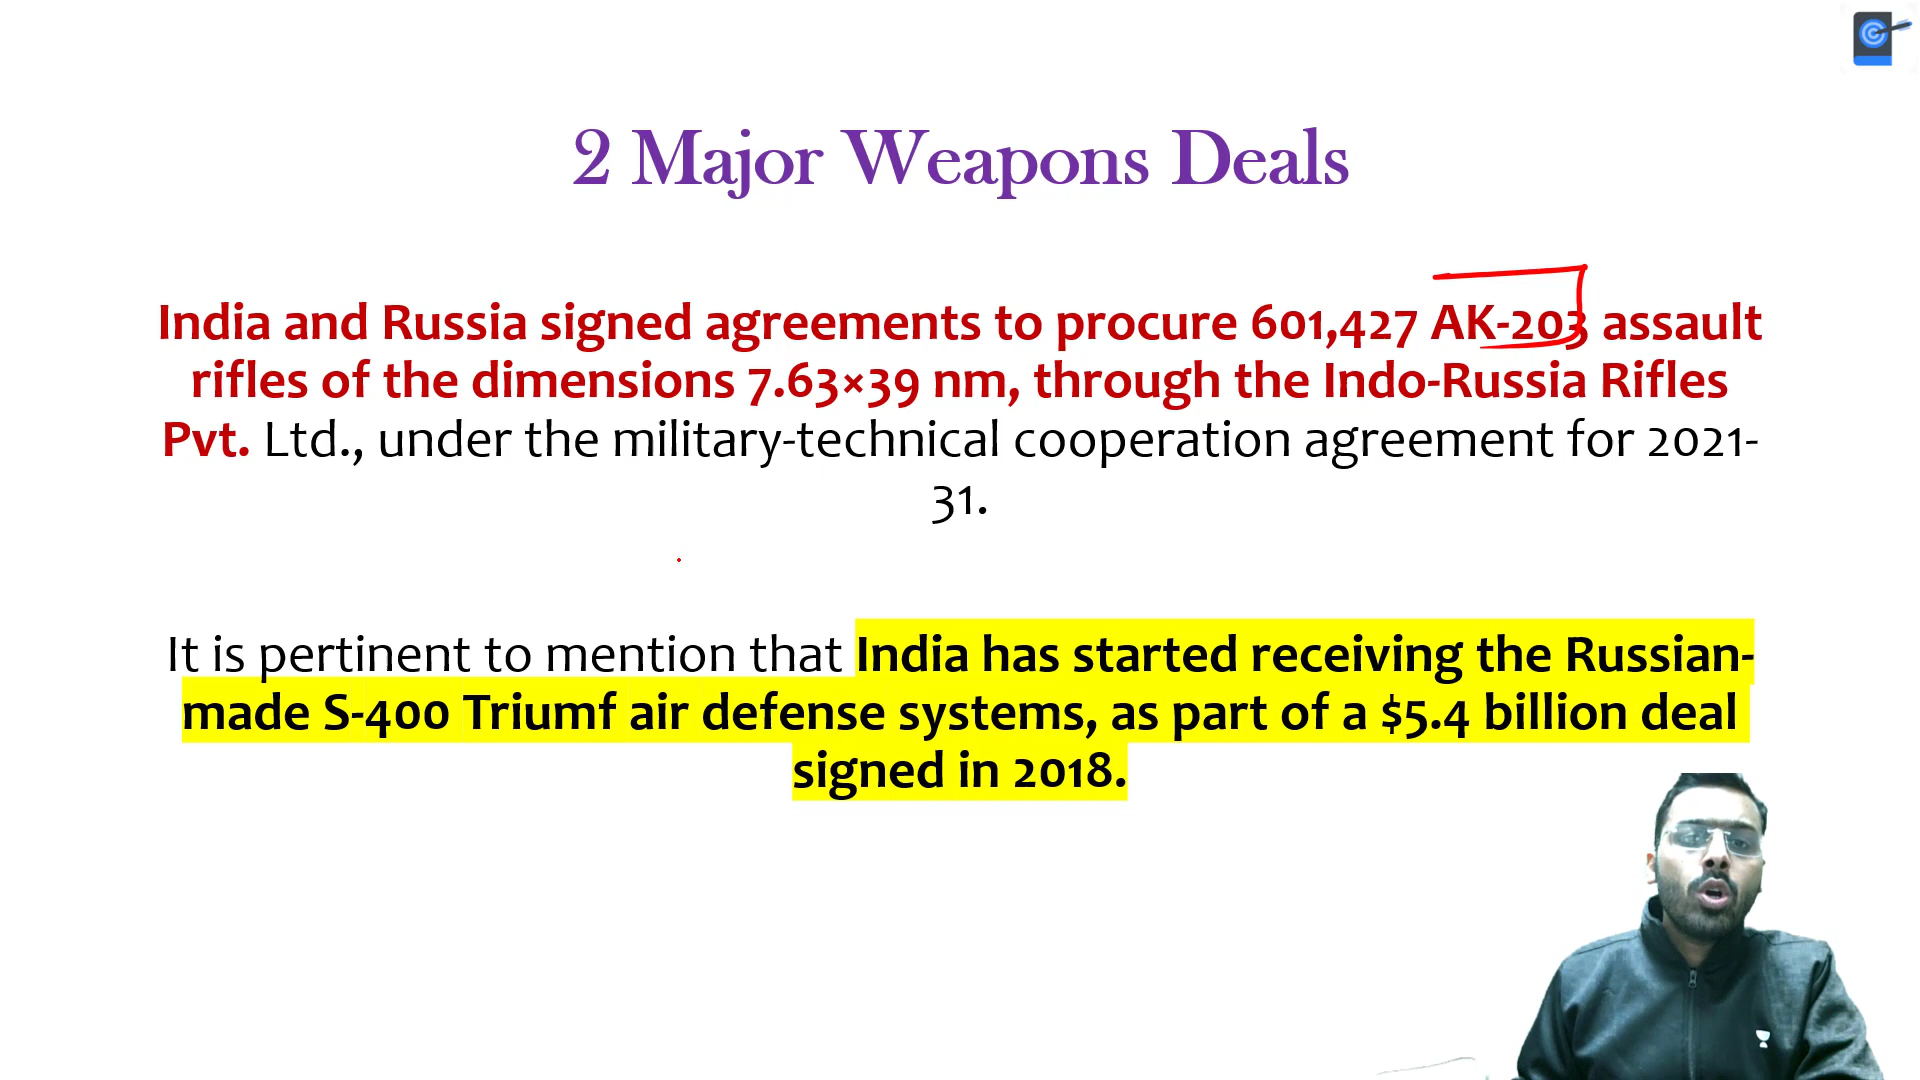 2 Major Weapons Deals
India and Russia signed agreements to procure 601,427 AK-203 assault
rifles of the dimensions 7.63×39 nm, through the Indo-Russia Rifles
Pvt. Ltd., under the military-technical cooperation agreement for 2021-
31.
It is pertinent to mention that India has started receiving the Russian-
made S-400 Triumf air defense systems, as part of a $5.4 billion deal
signed in 2018.